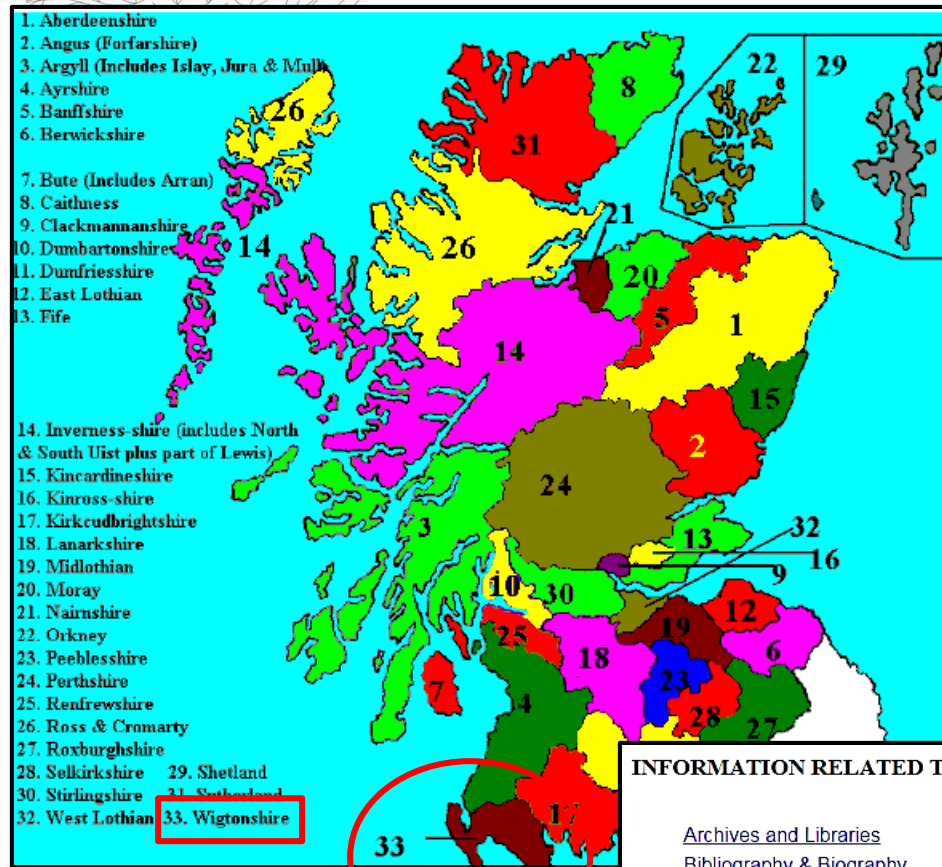 1. Aberdeenshire
2. Angus (Forfarshire)
3. Argyll (Includes Islay, Jura & Mull)
4. Ayrshire
5. Banffshire
6. Berwickshire
7. Bute (Includes Arran)
8. Caithness
9. Clackmannanshire
10. Dumbartonshire
11. Dumfriesshire
12. East Lothian
13. Fife
14. Inverness-shire (includes North
& South Uist plus part of Lewis)
15. Kincardineshire
16. Kinross-shire
17. Kirkcudbrightshire
18. Lanarkshire
19. Midlothian
20. Moray
21. Nairnshire
22. Orkney
23. Peeblesshire
24. Perthshire
25. Renfrewshire
26. Ross & Cromarty
27. Roxburghshire
28. Selkirkshire 29. Shetland
30. Stirlingshire 31. Sutherland
32. West Lothian 33. Wigtonshire
22 29
8
26
31
21
14
26
20
5
1
14
15
2
24
3
32
13
16
9
10
30
12
19
25
6
18
23
7
4
28
27
17
33
INFORMATION RELATED T
Archives and Libraries
Bibliography & Biography